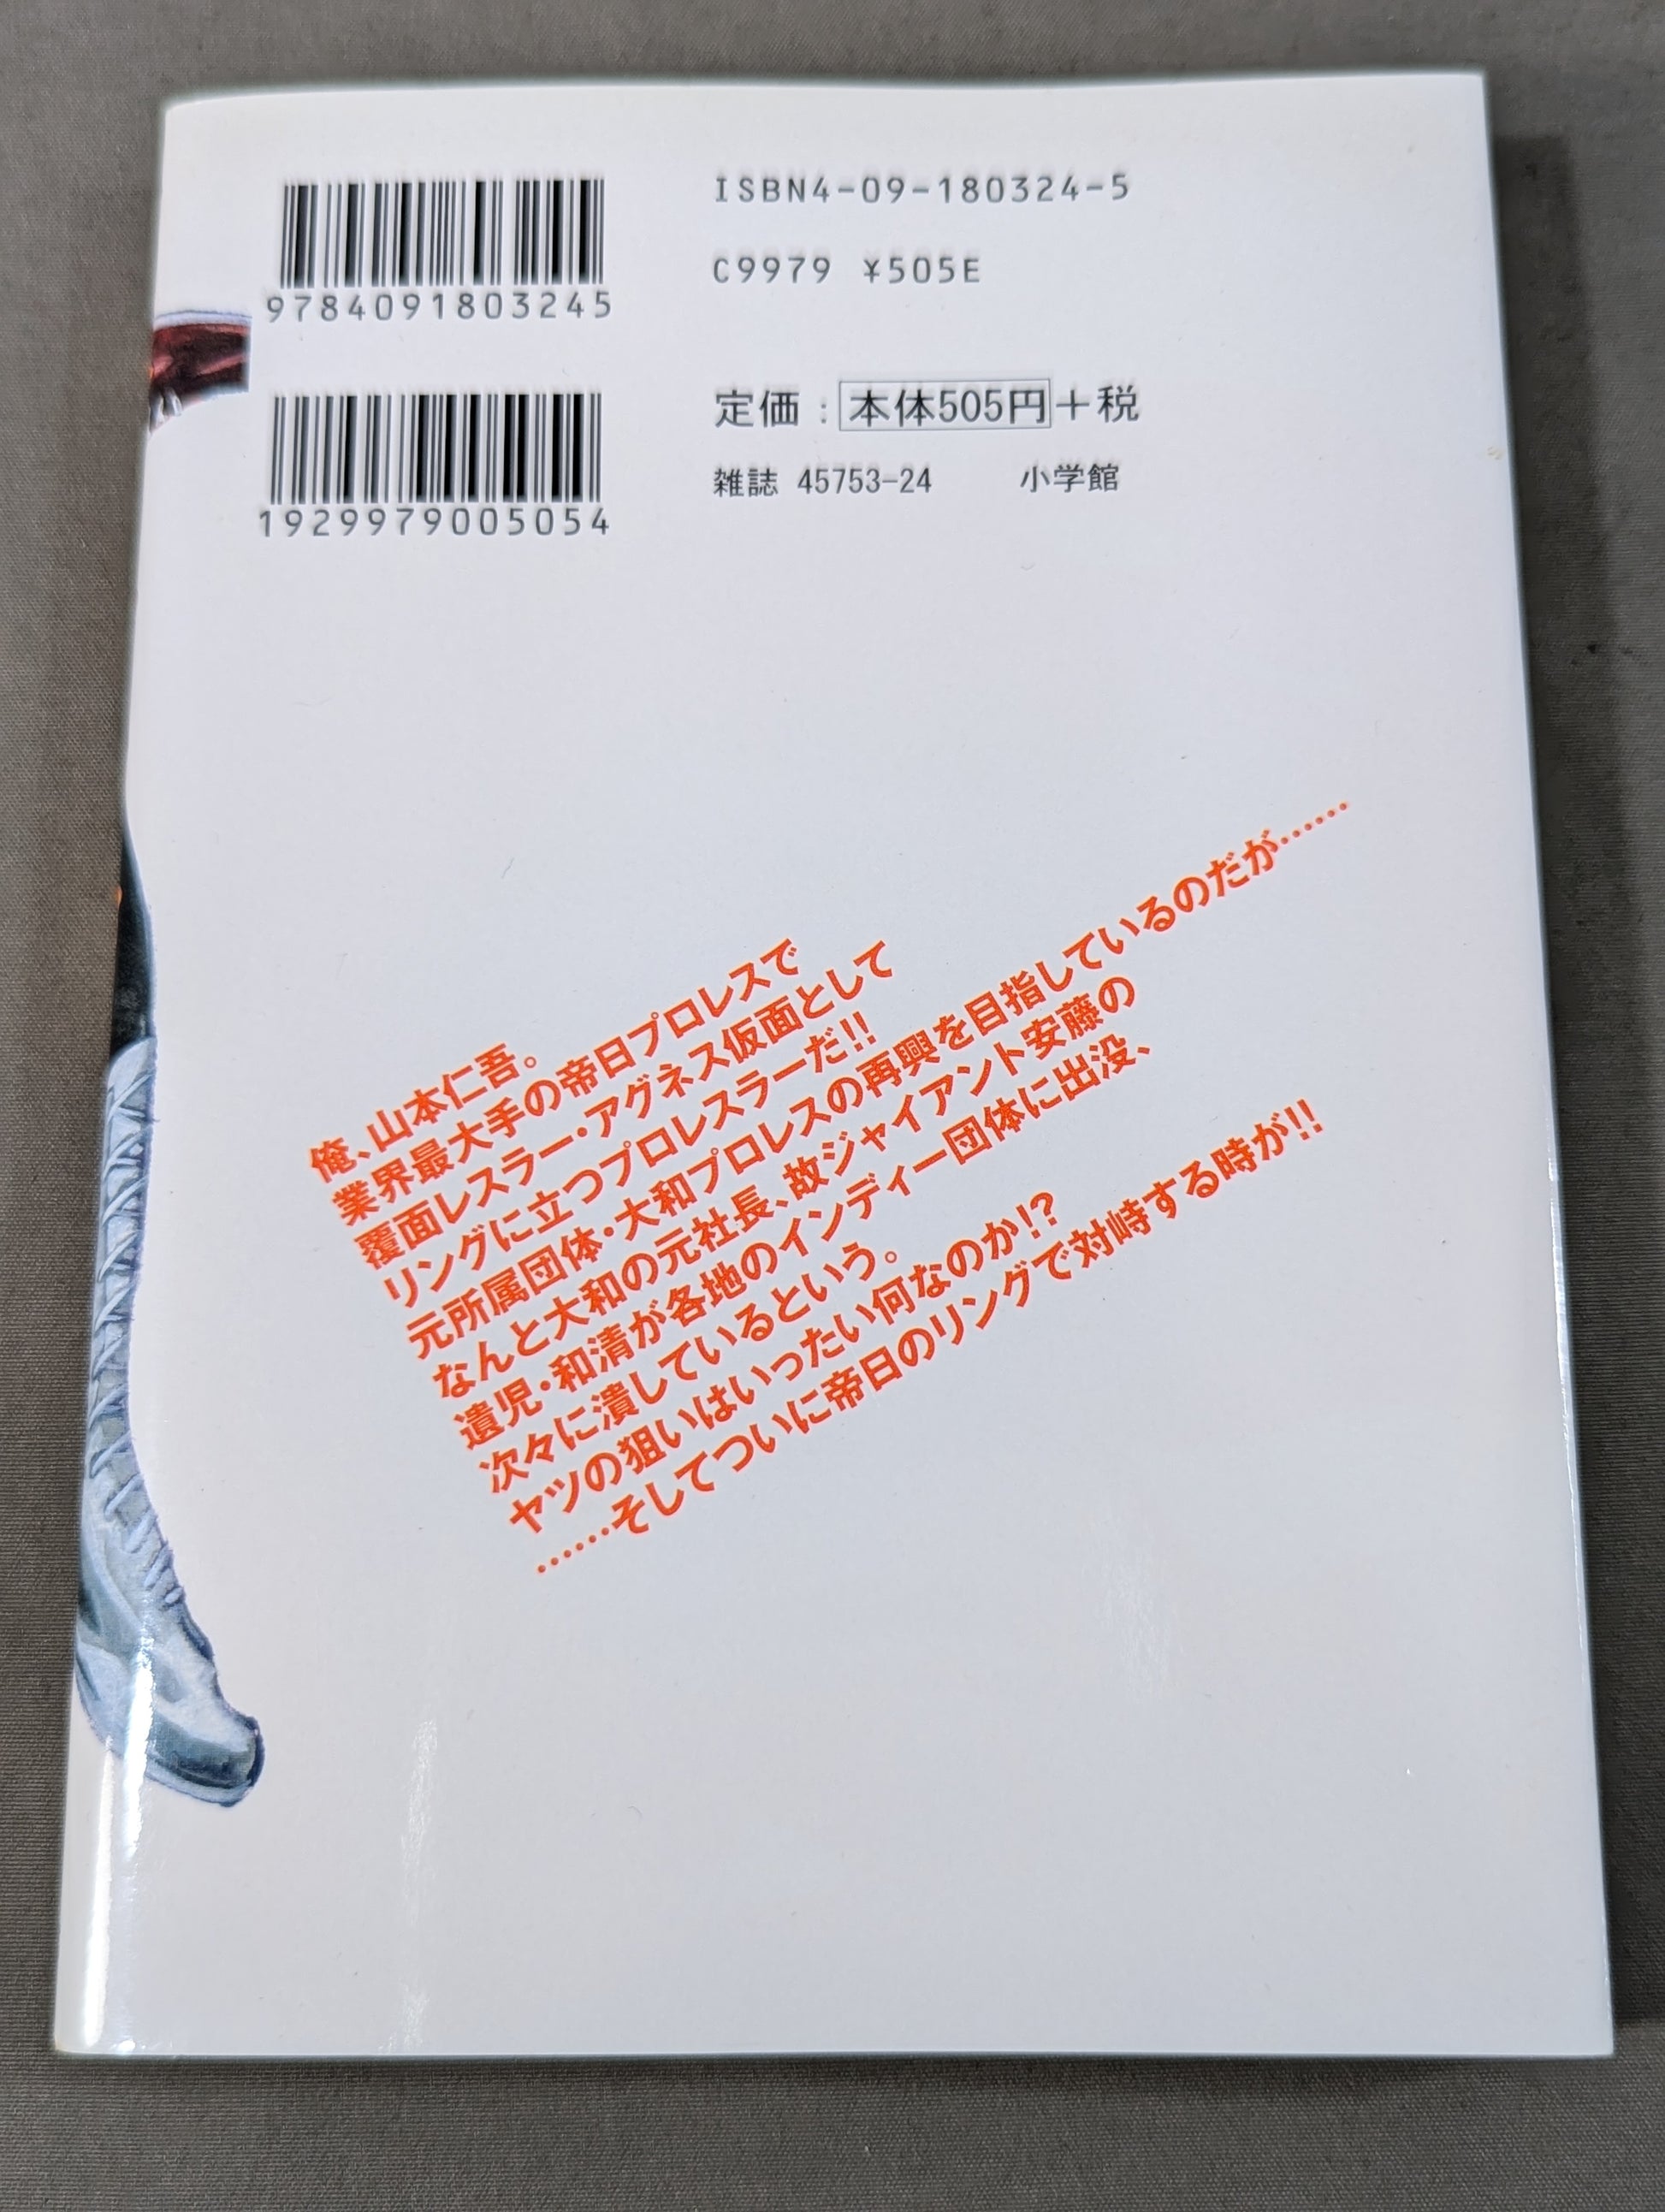 9784091803245
1929979005054
ISBN4-09-180324-5
C9979 ¥505E
定価：本体505円＋税
雑誌 45753-24 小学館
俺、山本仁吾。
業界最大手の帝日プロレスで
覆面レスラー・アグネス仮面として
リングに立つプロレスラーだ!!
元所属団体・大和プロレスの再興を目指しているのだが……
なんと大和の元社長、故ジャイアント安藤の
遺児・和清が各地のインディー団体に出没、
次々に潰しているという。
ヤツの狙いはいったい何なのか!?
……そしてついに帝日のリングで対峙する時が!!